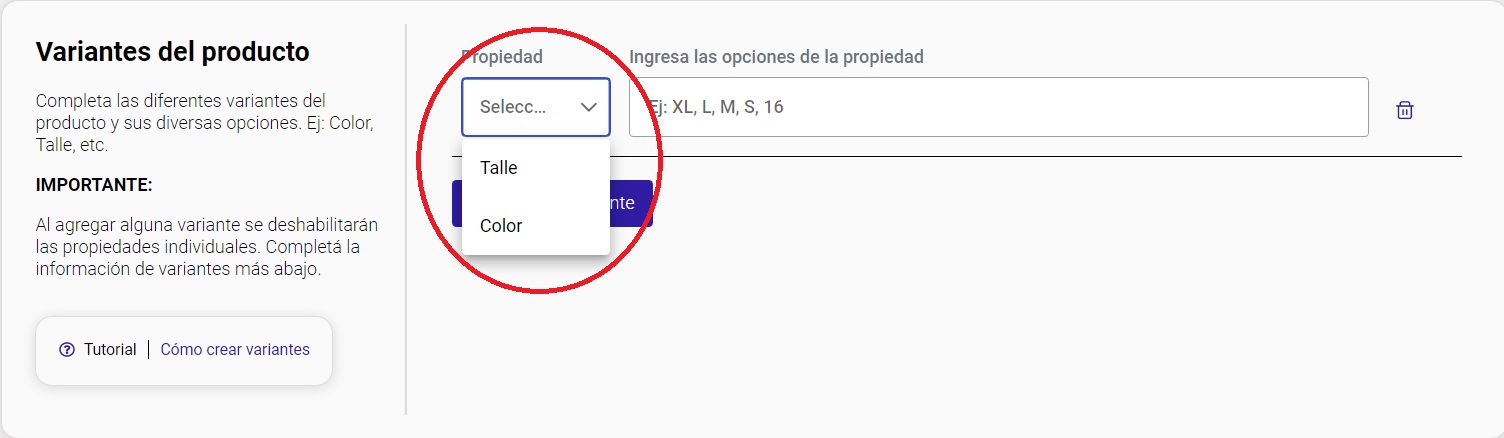 Variantes del producto
Completa las diferentes variantes del
producto y sus diversas opciones. Ej: Color,
Talle, etc.
IMPORTANTE:
Al agregar alguna variante se deshabilitarán
las propiedades individuales. Completá la
información de variantes más abajo.
Tutorial | Cómo crear variantes
Propiedad
Ingresa las opciones de la propiedad
Selecc...
Ej: XL, L, M, S, 16
Talle
Color
nte